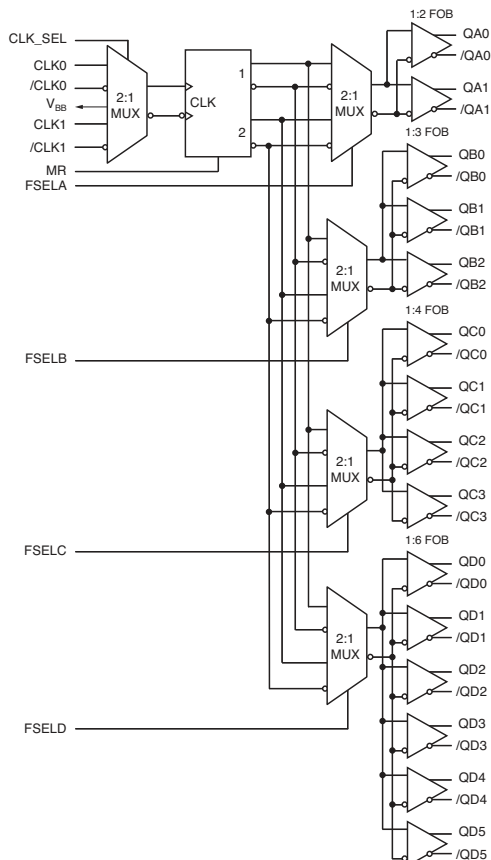 1:2 FOB
CLK_SEL
QA0
/QA0
CLK0
/CLK0
VBB
CLK1
/CLK1
2:1
MUX
CLK
1
2
2:1
MUX
QA1
/QA1
MR
FSELA
1:3 FOB
QB0
/QB0
QB1
/QB1
2:1
MUX
QB2
/QB2
FSELB
1:4 FOB
QC0
/QC0
QC1
/QC1
2:1
MUX
QC2
/QC2
QC3
/QC3
FSELC
1:6 FOB
QD0
/QD0
QD1
/QD1
2:1
MUX
QD2
/QD2
FSELD
QD3
/QD3
QD4
/QD4
QD5
/QD5